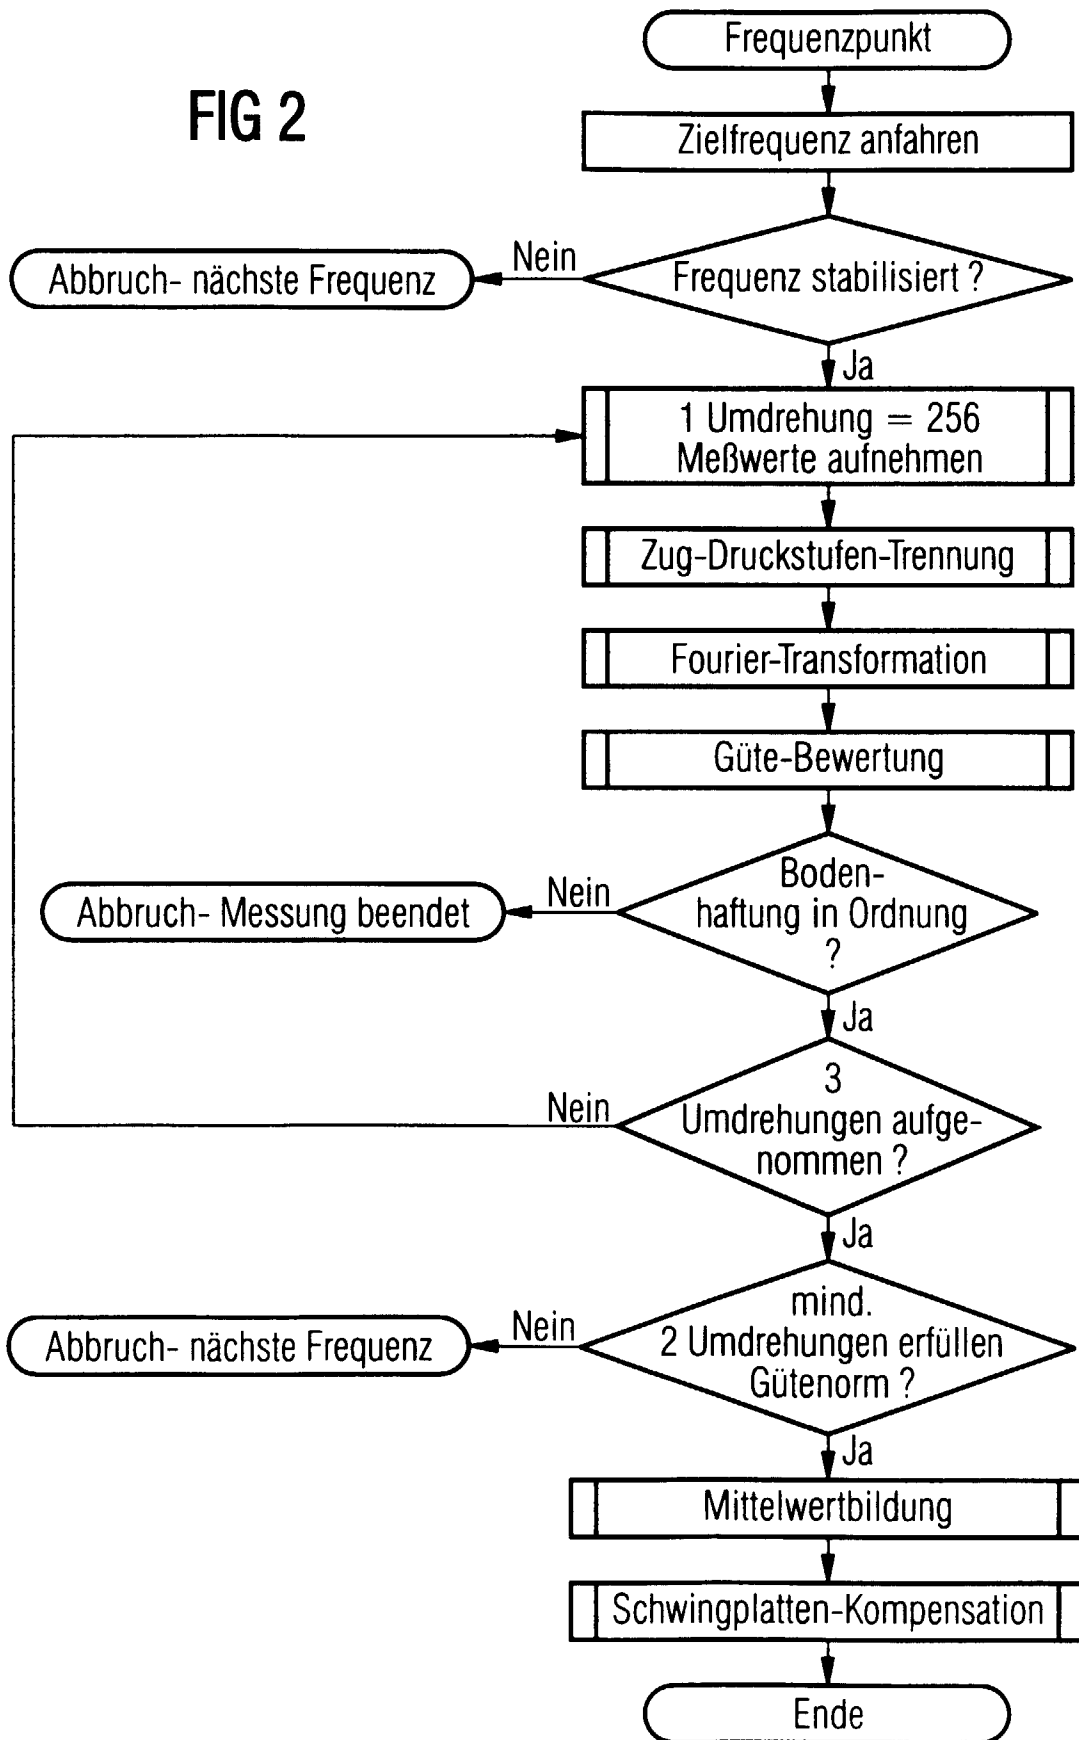 FIG 2
Frequenzpunkt
Zielfrequenz anfahren
Frequenz stabilisiert ?
Nein
Abbruch- nächste Frequenz
Ja
1 Umdrehung = 256
Meßwerte aufnehmen
Zug-Druckstufen-Trennung
Fourier-Transformation
Güte-Bewertung
Boden-
haftung in Ordnung
?
Nein
Abbruch- Messung beendet
Ja
3
Umdrehungen aufge-
nommen ?
Nein
Ja
mind.
2 Umdrehungen erfüllen
Gütenorm ?
Nein
Abbruch- nächste Frequenz
Ja
Mittelwertbildung
Schwingplatten-Kompensation
Ende